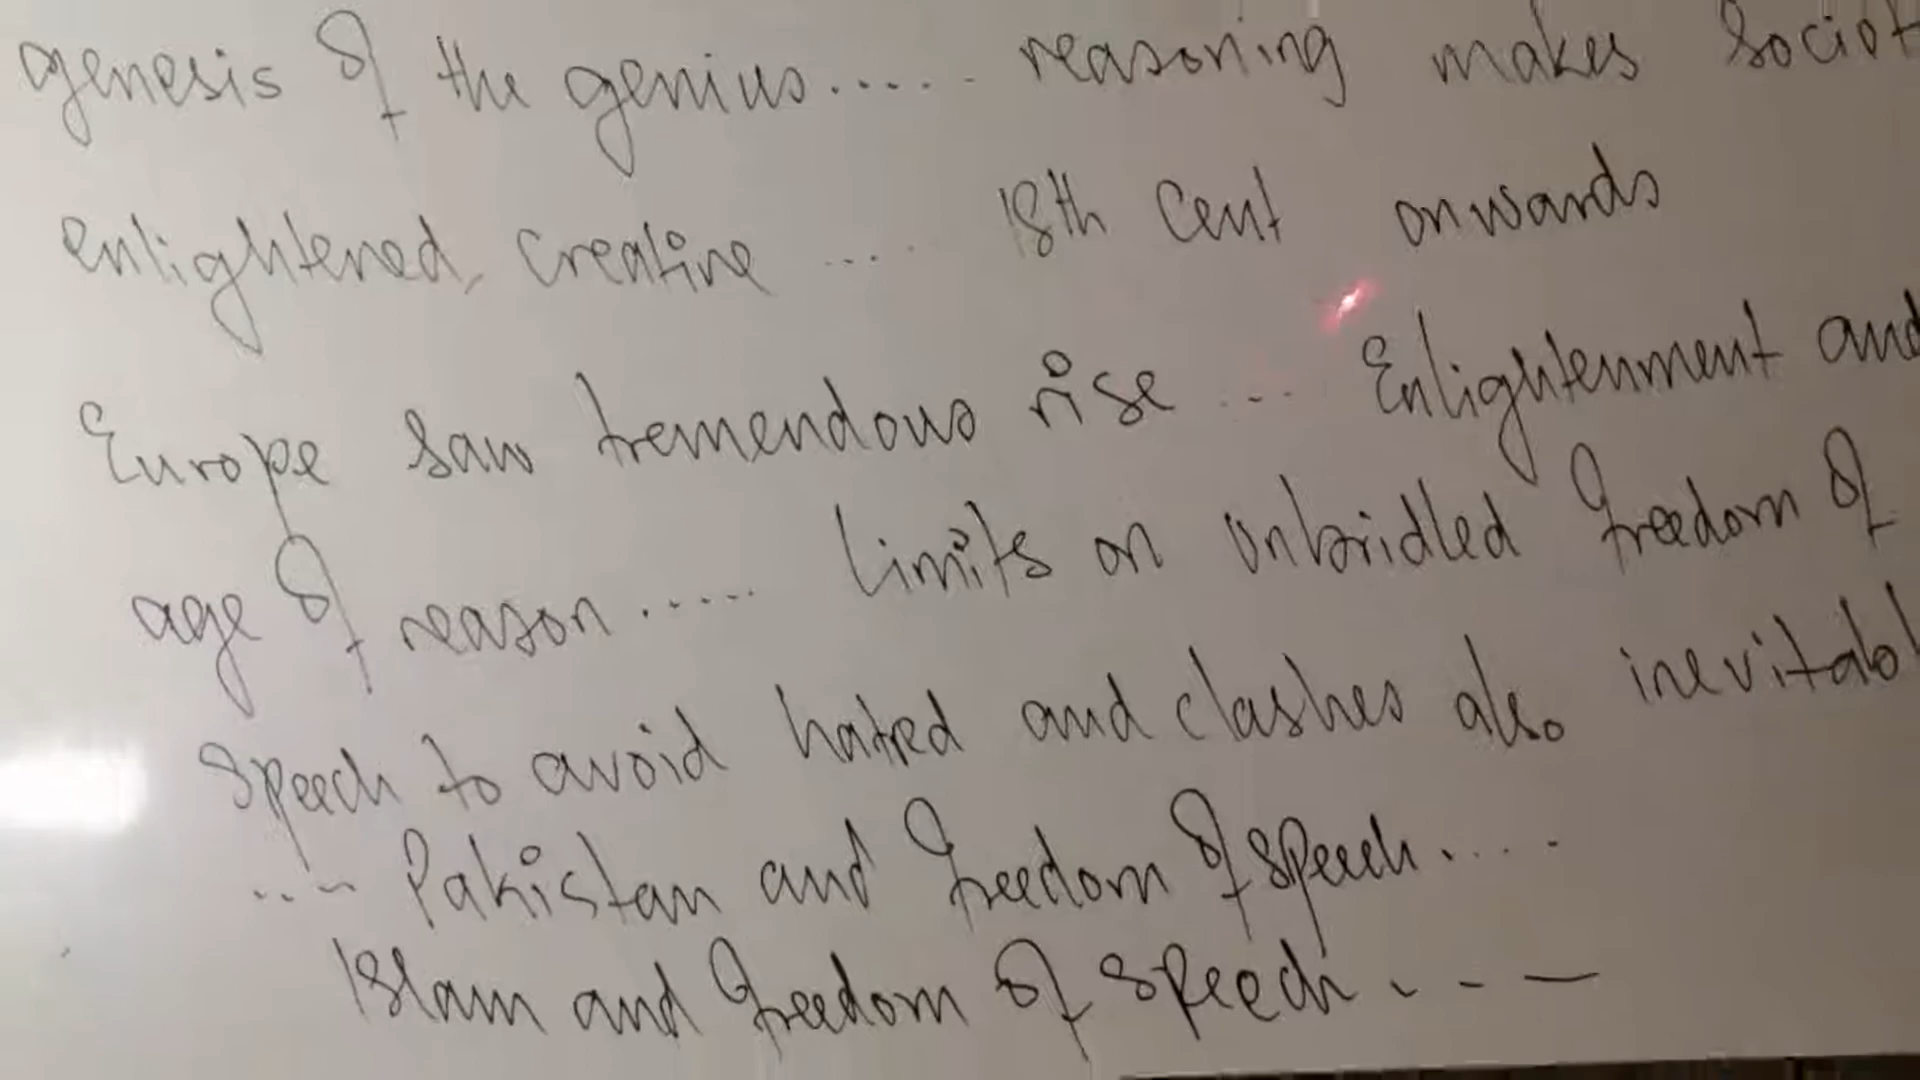 genesis of the genius..... reasoning makes Societ
enlightened, creative .... 18th Cent onwards
Europe saw tremendous rise ... Enlightenment and
age of reason..... limits on unbridled freedom of
speech to avoid hatred and clashes also inevitabl
... Pakistan and freedom of speech....
Islam and freedom of speech...